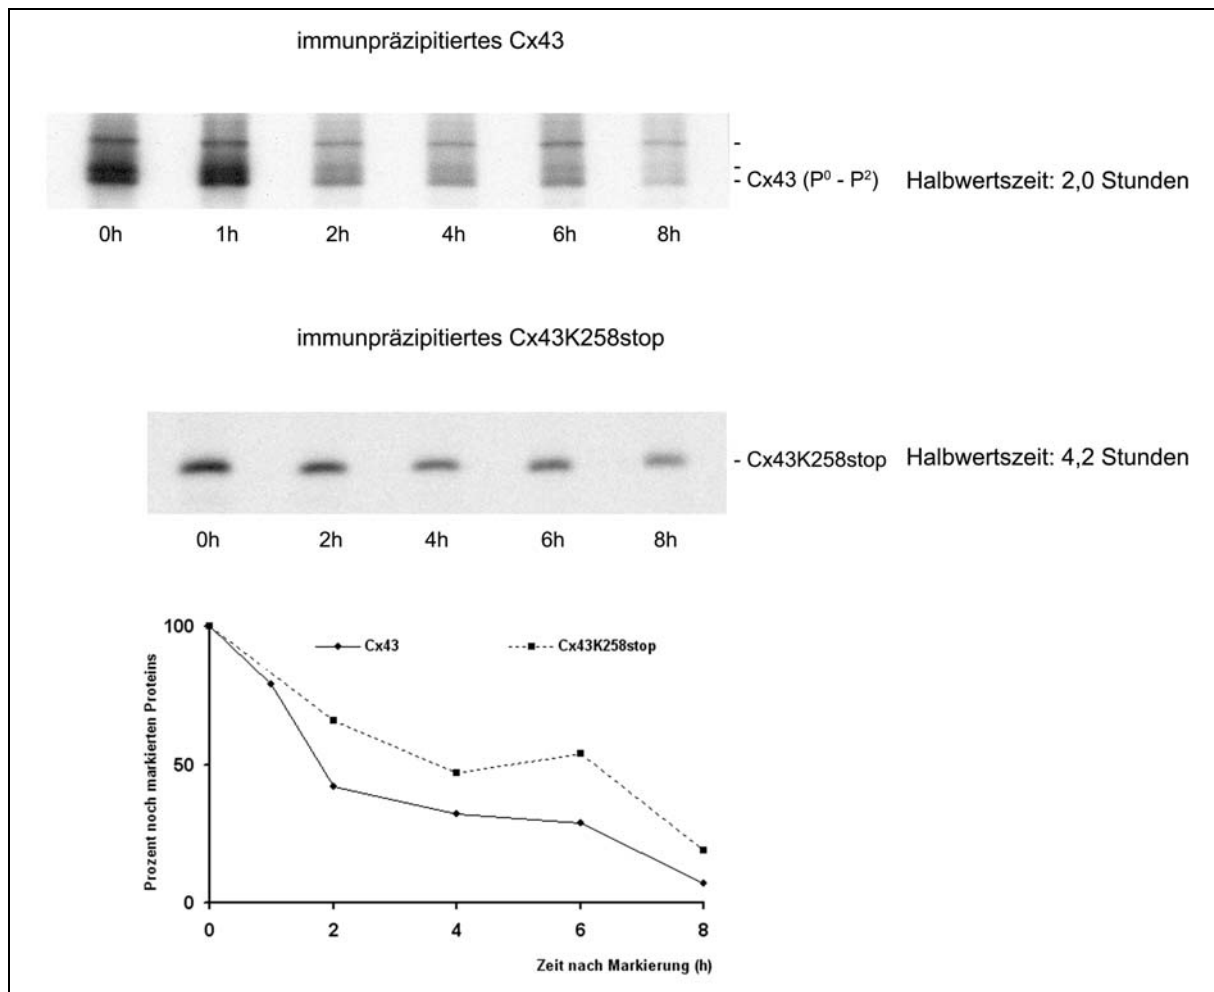 immunpräzipitiertes Cx43
- Cx43 (P⁰ - P²) Halbwertszeit: 2,0 Stunden
0h 1h 2h 4h 6h 8h
immunpräzipitiertes Cx43K258stop
- Cx43K258stop Halbwertszeit: 4,2 Stunden
0h 2h 4h 6h 8h
Prozent noch markierten Proteins
100
50
0
Cx43 Cx43K258stop
0 2 4 6 8
Zeit nach Markierung (h)